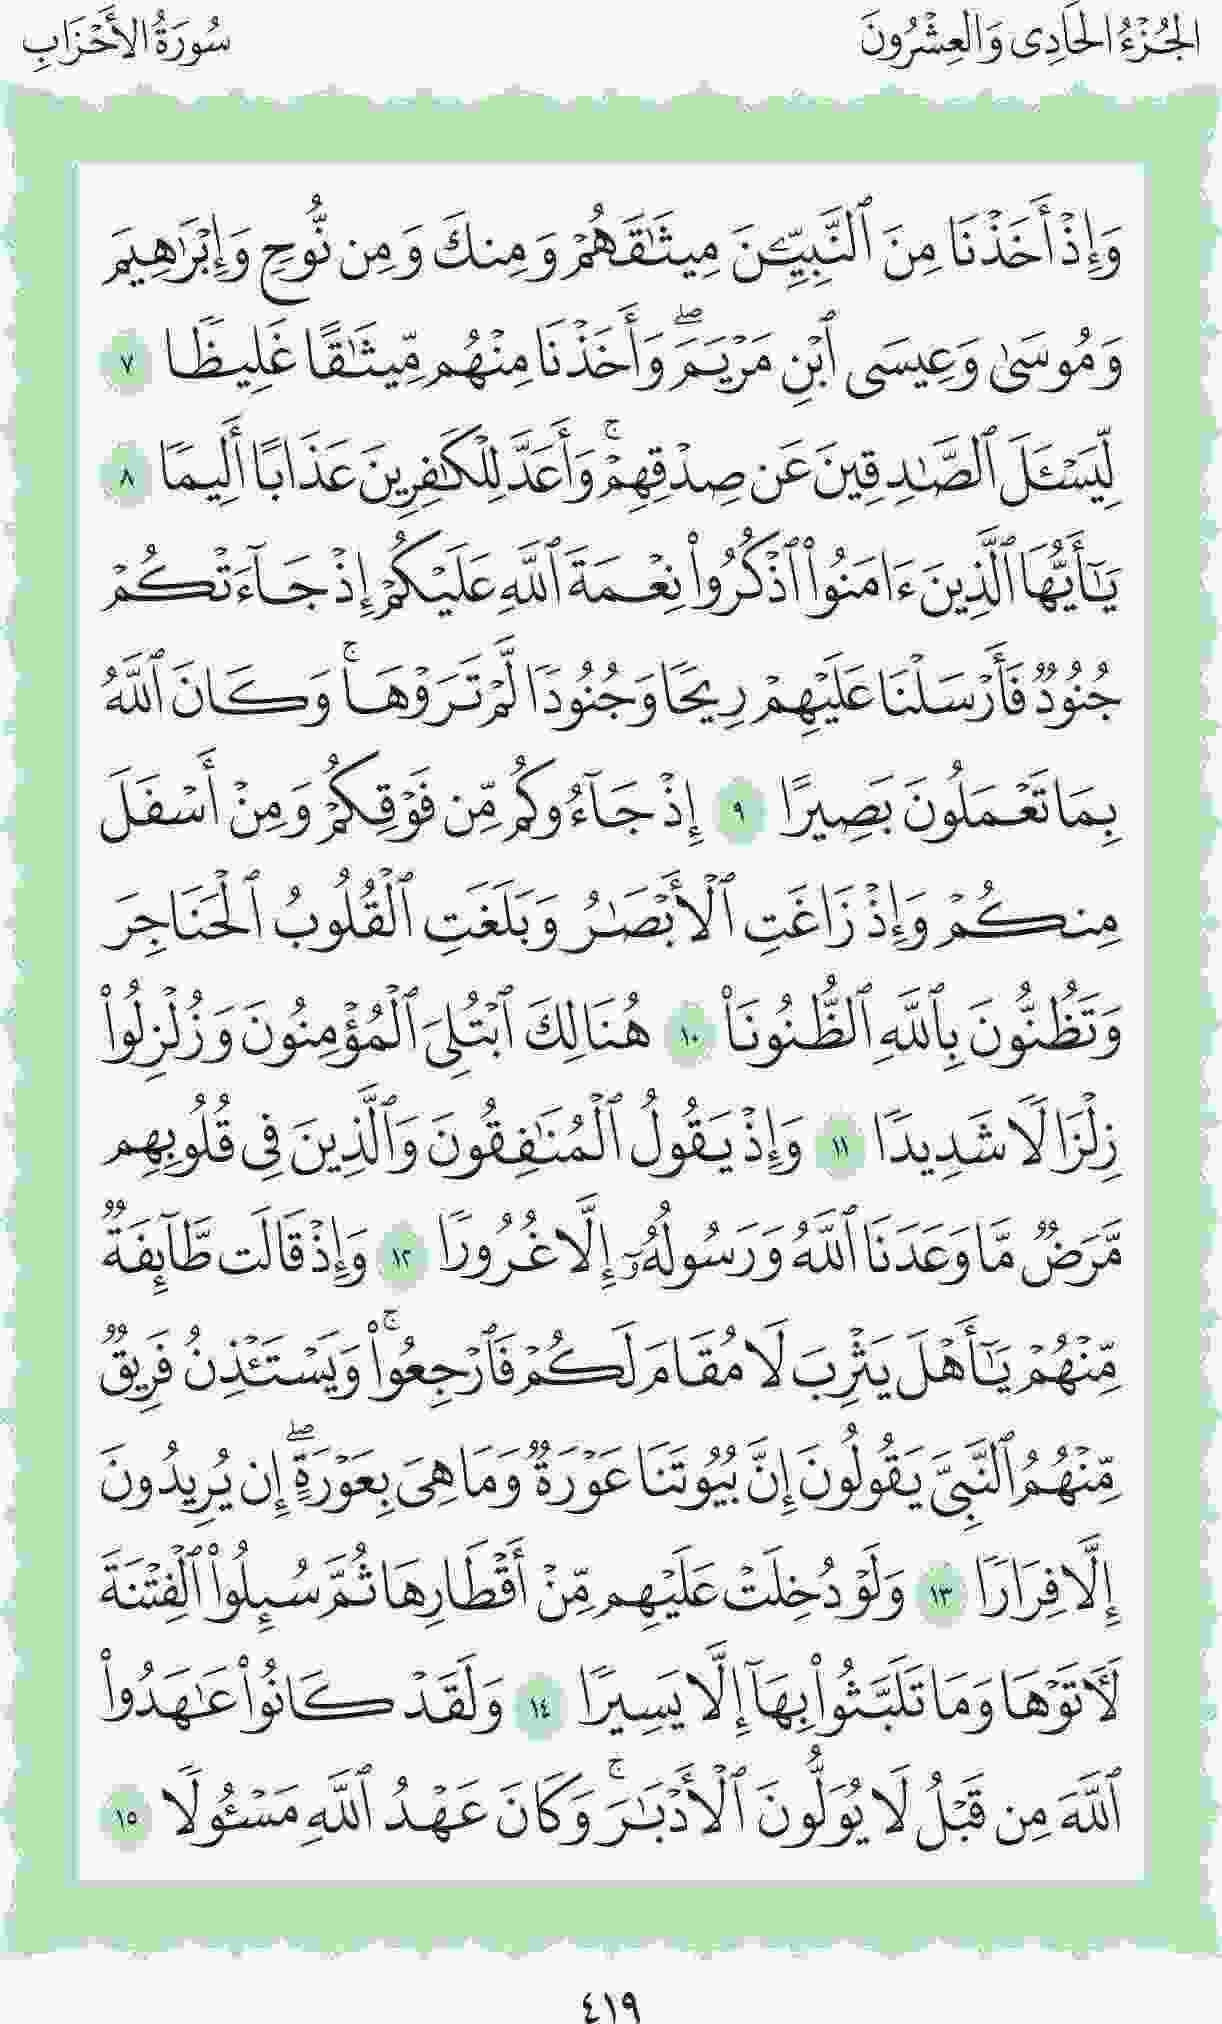 الجُزْءُ الحَادِى وَالعِشْرُونَ
سُورَةُ الأَحْزَابِ
وَإِذْ أَخَذْنَا مِنَ ٱلنَّبِيِّـۧنَ مِيثَٰقَهُمْ وَمِنكَ وَمِن نُّوحٍ وَإِبْرَٰهِيمَ
وَمُوسَىٰ وَعِيسَى ٱبْنِ مَرْيَمَۖ وَأَخَذْنَا مِنْهُم مِّيثَٰقًا غَلِيظًا ٧
لِّيَسْـَٔلَ ٱلصَّٰدِقِينَ عَن صِدْقِهِمْۚ وَأَعَدَّ لِلْكَٰفِرِينَ عَذَابًا أَلِيمًا ٨
يَٰٓأَيُّهَا ٱلَّذِينَ ءَامَنُوا۟ ٱذْكُرُوا۟ نِعْمَةَ ٱللَّهِ عَلَيْكُمْ إِذْ جَآءَتْكُمْ
جُنُودٌ فَأَرْسَلْنَا عَلَيْهِمْ رِيحًا وَجُنُودًا لَّمْ تَرَوْهَاۚ وَكَانَ ٱللَّهُ
بِمَا تَعْمَلُونَ بَصِيرًا ٩ إِذْ جَآءُوكُم مِّن فَوْقِكُمْ وَمِنْ أَسْفَلَ
مِنكُمْ وَإِذْ زَاغَتِ ٱلْأَبْصَٰرُ وَبَلَغَتِ ٱلْقُلُوبُ ٱلْحَنَاجِرَ
وَتَظُنُّونَ بِٱللَّهِ ٱلظُّنُونَا۠ ١٠ هُنَالِكَ ٱبْتُلِىَ ٱلْمُؤْمِنُونَ وَزُلْزِلُوا۟
زِلْزَالًا شَدِيدًا ١١ وَإِذْ يَقُولُ ٱلْمُنَٰفِقُونَ وَٱلَّذِينَ فِى قُلُوبِهِم
مَّرَضٌ مَّا وَعَدَنَا ٱللَّهُ وَرَسُولُهُۥٓ إِلَّا غُرُورًا ١٢ وَإِذْ قَالَت طَّآئِفَةٌ
مِّنْهُمْ يَٰٓأَهْلَ يَثْرِبَ لَا مُقَامَ لَكُمْ فَٱرْجِعُوا۟ۚ وَيَسْتَـْٔذِنُ فَرِيقٌ
مِّنْهُمُ ٱلنَّبِىَّ يَقُولُونَ إِنَّ بُيُوتَنَا عَوْرَةٌ وَمَا هِىَ بِعَوْرَةٍۖ إِن يُرِيدُونَ
إِلَّا فِرَارًا ١٣ وَلَوْ دُخِلَتْ عَلَيْهِم مِّنْ أَقْطَارِهَا ثُمَّ سُئِلُوا۟ ٱلْفِتْنَةَ
لَـَٔاتَوْهَا وَمَا تَلَبَّثُوا۟ بِهَآ إِلَّا يَسِيرًا ١٤ وَلَقَدْ كَانُوا۟ عَٰهَدُوا۟
ٱللَّهَ مِن قَبْلُ لَا يُوَلُّونَ ٱلْأَدْبَٰرَۚ وَكَانَ عَهْدُ ٱللَّهِ مَسْـُٔولًا ١٥
٤١٩